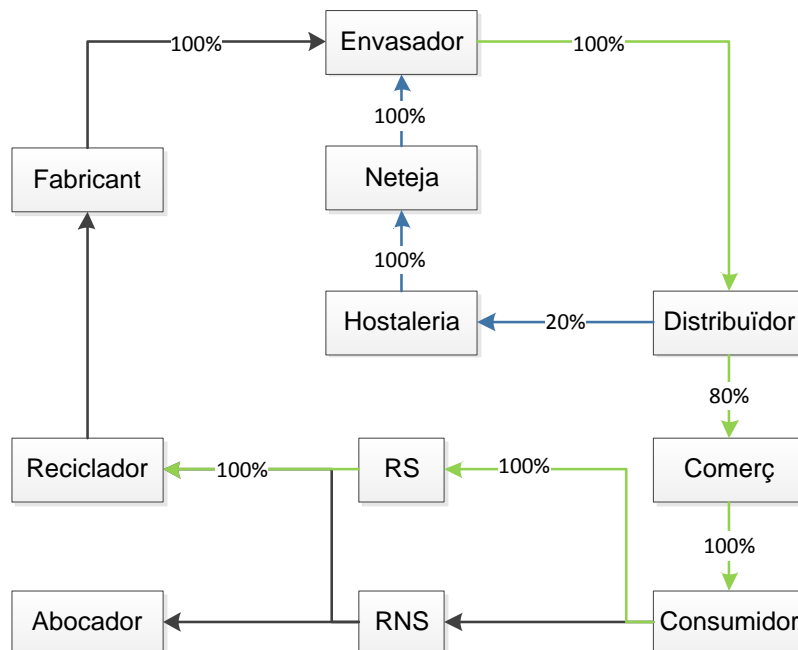 Envasador
100%
100%
100%
Fabricant
Neteja
100%
Hostaleria
20%
Distribuïdor
80%
Reciclador
100%
RS
100%
Comerç
100%
Abocador
RNS
Consumidor